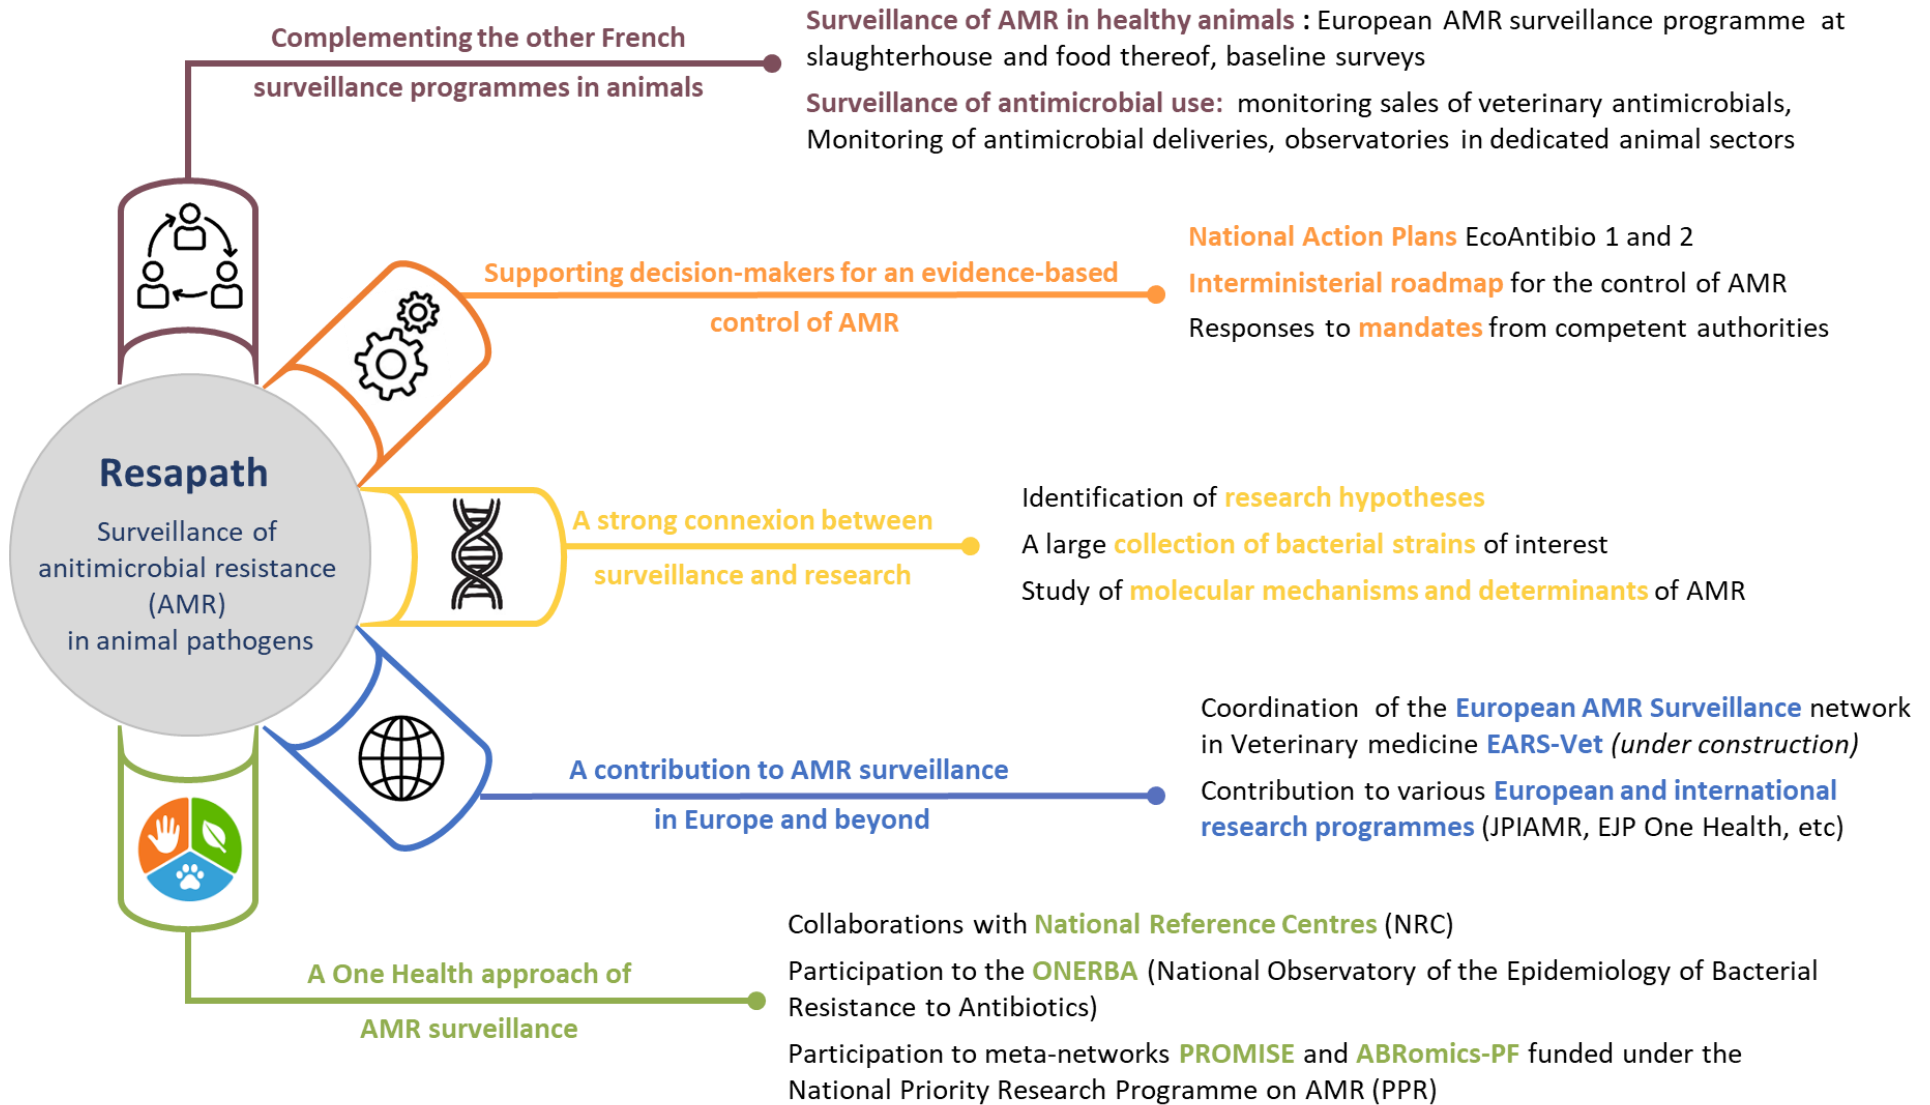 Complementing the other French
surveillance programmes in animals
Surveillance of AMR in healthy animals : European AMR surveillance programme at
slaughterhouse and food thereof, baseline surveys
Surveillance of antimicrobial use: monitoring sales of veterinary antimicrobials,
Monitoring of antimicrobial deliveries, observatories in dedicated animal sectors
Supporting decision-makers for an evidence-based
control of AMR
National Action Plans EcoAntibio 1 and 2
Interministerial roadmap for the control of AMR
Responses to mandates from competent authorities
Resapath
Surveillance of
anitimicrobial resistance
(AMR)
in animal pathogens
A strong connexion between
surveillance and research
Identification of research hypotheses
A large collection of bacterial strains of interest
Study of molecular mechanisms and determinants of AMR
A contribution to AMR surveillance
in Europe and beyond
Coordination of the European AMR Surveillance network
in Veterinary medicine EARS-Vet (under construction)
Contribution to various European and international
research programmes (JPIAMR, EJP One Health, etc)
A One Health approach of
AMR surveillance
Collaborations with National Reference Centres (NRC)
Participation to the ONERBA (National Observatory of the Epidemiology of Bacterial
Resistance to Antibiotics)
Participation to meta-networks PROMISE and ABRomics-PF funded under the
National Priority Research Programme on AMR (PPR)